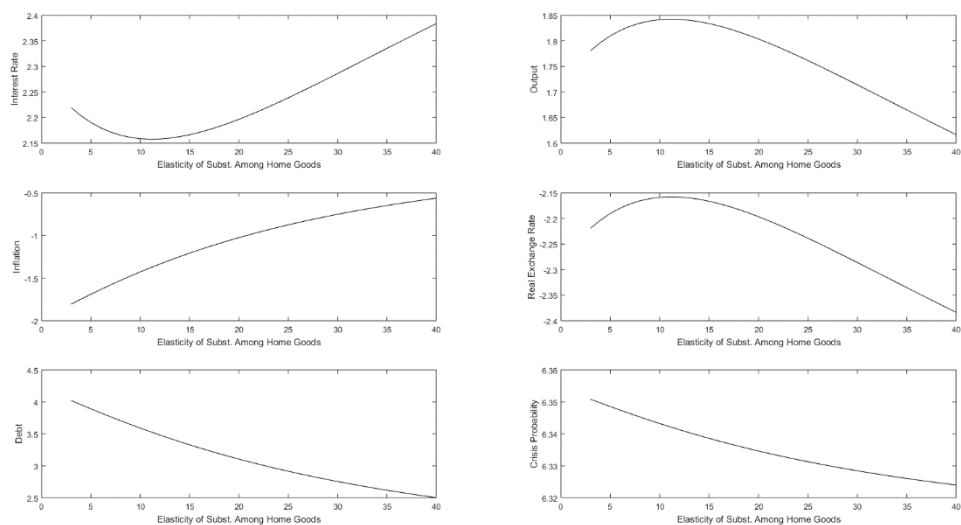 2.4
2.35
2.3
2.25
2.2
2.15
Interest Rate
0 5 10 15 20 25 30 35 40
Elasticity of Subst. Among Home Goods
1.85
1.8
1.75
1.7
1.65
1.6
Output
0 5 10 15 20 25 30 35 40
Elasticity of Subst. Among Home Goods
-0.5
-1
-1.5
-2
Inflation
0 5 10 15 20 25 30 35 40
Elasticity of Subst. Among Home Goods
-2.15
-2.2
-2.25
-2.3
-2.35
-2.4
Real Exchange Rate
0 5 10 15 20 25 30 35 40
Elasticity of Subst. Among Home Goods
4.5
4
3.5
3
2.5
Debt
0 5 10 15 20 25 30 35 40
Elasticity of Subst. Among Home Goods
6.36
6.35
6.34
6.33
6.32
Crisis Probability
0 5 10 15 20 25 30 35 40
Elasticity of Subst. Among Home Goods